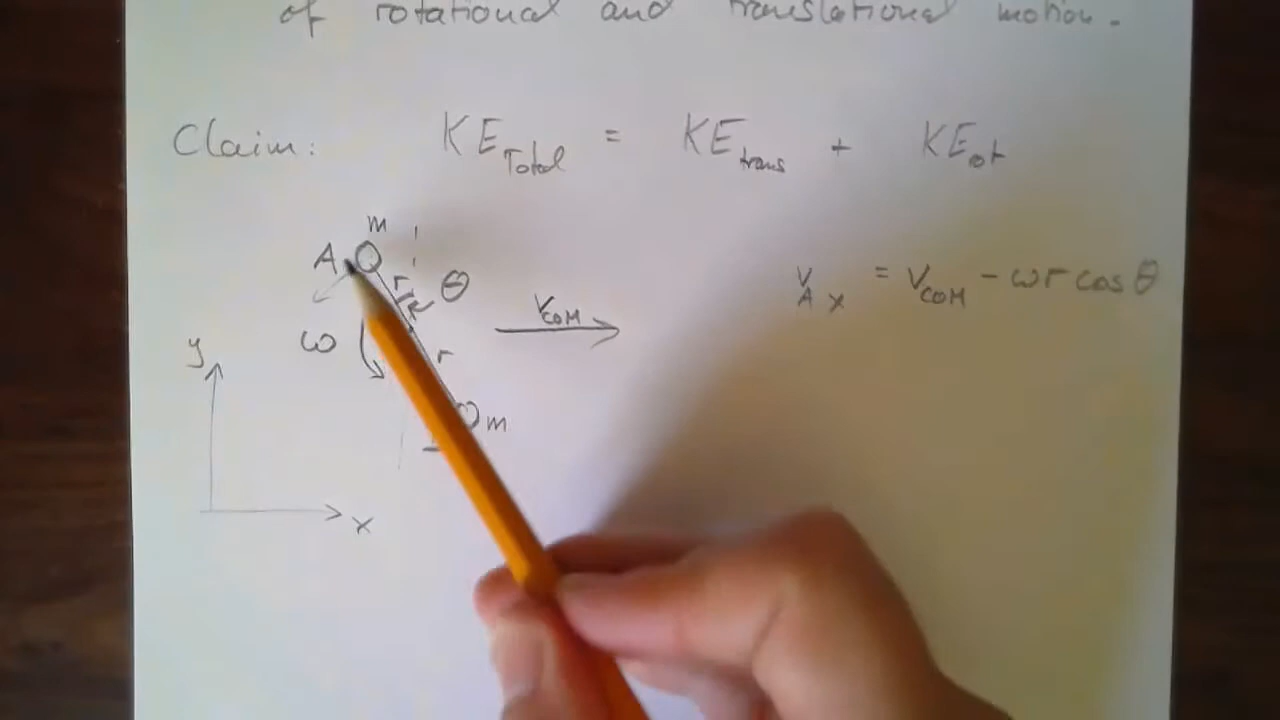 of rotational and translational motion.
Claim: KE_Total = KE_trans + KE_rot
m
A r θ
v_Ax = v_COM - ωr cos θ
v_COM
ω r
y
m
x